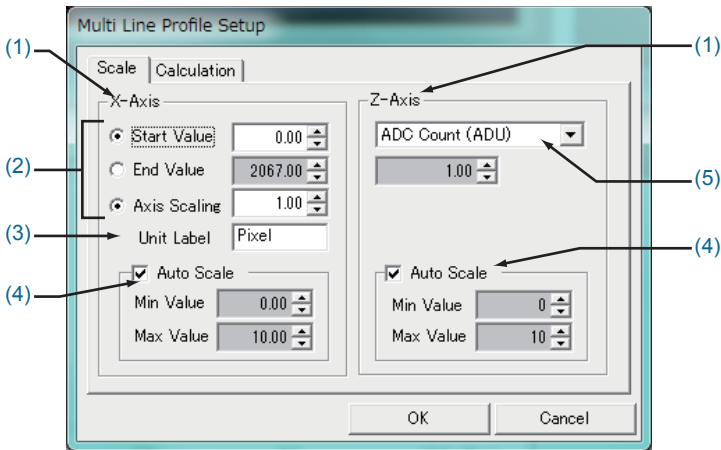 Multi Line Profile Setup
(1)
(1)
Scale
Calculation
X-Axis
Start Value
0.00
(2)
End Value
2067.00
Axis Scaling
1.00
(3)
Unit Label
Pixel
Auto Scale
(4)
Min Value
0.00
Max Value
10.00
Z-Axis
ADC Count (ADU)
1.00
(5)
(4)
Auto Scale
Min Value
0
Max Value
10
OK
Cancel